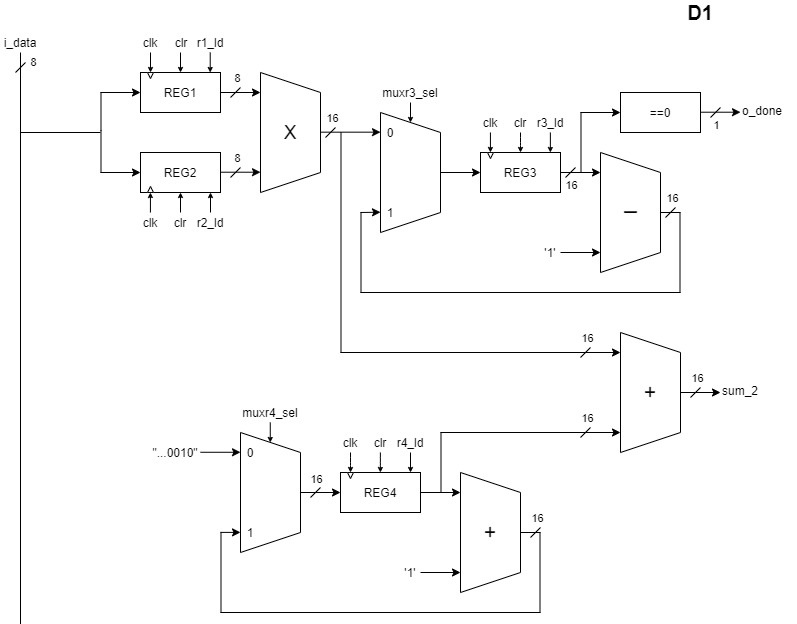 D1
i_data
8
clk clr r1_ld
REG1
8
X
16
REG2
8
clk clr r2_ld
muxr3_sel
0
1
clk clr r3_ld
REG3
16
==0
1
o_done
–
16
'1'
16
+
16
sum_2
16
muxr4_sel
"...0010"
0
1
16
clk clr r4_ld
REG4
+
16
'1'